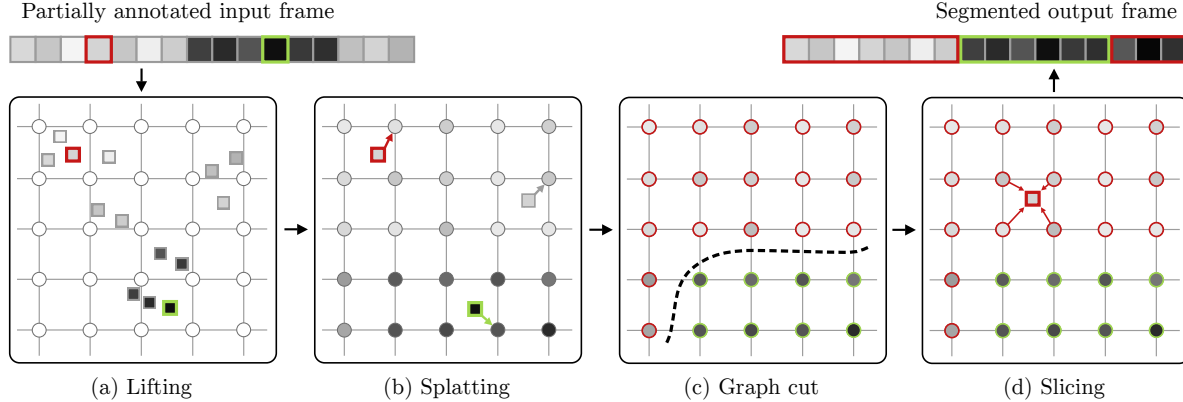 Partially annotated input frame
Segmented output frame
(a) Lifting
(b) Splatting
(c) Graph cut
(d) Slicing